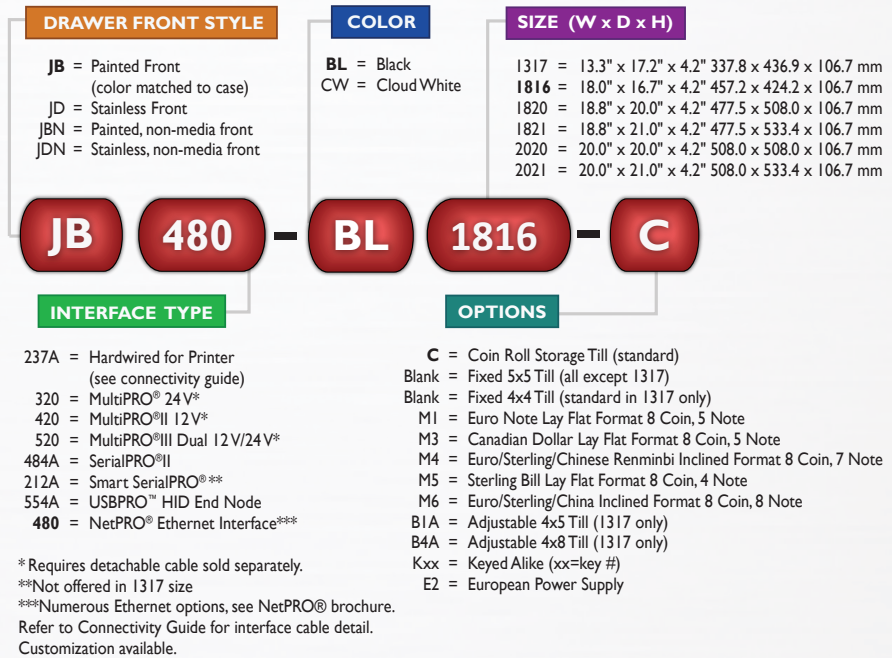 DRAWER FRONT STYLE
JB = Painted Front
(color matched to case)
JD = Stainless Front
JBN = Painted, non-media front
JDN = Stainless, non-media front
COLOR
BL = Black
CW = Cloud White
SIZE (W x D x H)
1317 = 13.3" x 17.2" x 4.2" 337.8 x 436.9 x 106.7 mm
1816 = 18.0" x 16.7" x 4.2" 457.2 x 424.2 x 106.7 mm
1820 = 18.8" x 20.0" x 4.2" 477.5 x 508.0 x 106.7 mm
1821 = 18.8" x 21.0" x 4.2" 477.5 x 533.4 x 106.7 mm
2020 = 20.0" x 20.0" x 4.2" 508.0 x 508.0 x 106.7 mm
2021 = 20.0" x 21.0" x 4.2" 508.0 x 533.4 x 106.7 mm
JB 480 - BL 1816 - C
INTERFACE TYPE
237A = Hardwired for Printer
(see connectivity guide)
320 = MultiPRO® 24V*
420 = MultiPRO®II 12V*
520 = MultiPRO®III Dual 12V/24V*
484A = SerialPRO®II
212A = Smart SerialPRO® **
554A = USBPRO™ HID End Node
480 = NetPRO® Ethernet Interface***
* Requires detachable cable sold separately.
**Not offered in 1317 size
***Numerous Ethernet options, see NetPRO® brochure.
Refer to Connectivity Guide for interface cable detail.
Customization available.
OPTIONS
C = Coin Roll Storage Till (standard)
Blank = Fixed 5x5 Till (all except 1317)
Blank = Fixed 4x4 Till (standard in 1317 only)
M1 = Euro Note Lay Flat Format 8 Coin, 5 Note
M3 = Canadian Dollar Lay Flat Format 8 Coin, 5 Note
M4 = Euro/Sterling/Chinese Renminbi Inclined Format 8 Coin, 7 Note
M5 = Sterling Bill Lay Flat Format 8 Coin, 4 Note
M6 = Euro/Sterling/China Inclined Format 8 Coin, 8 Note
B1A = Adjustable 4x5 Till (1317 only)
B4A = Adjustable 4x8 Till (1317 only)
Kxx = Keyed Alike (xx=key #)
E2 = European Power Supply